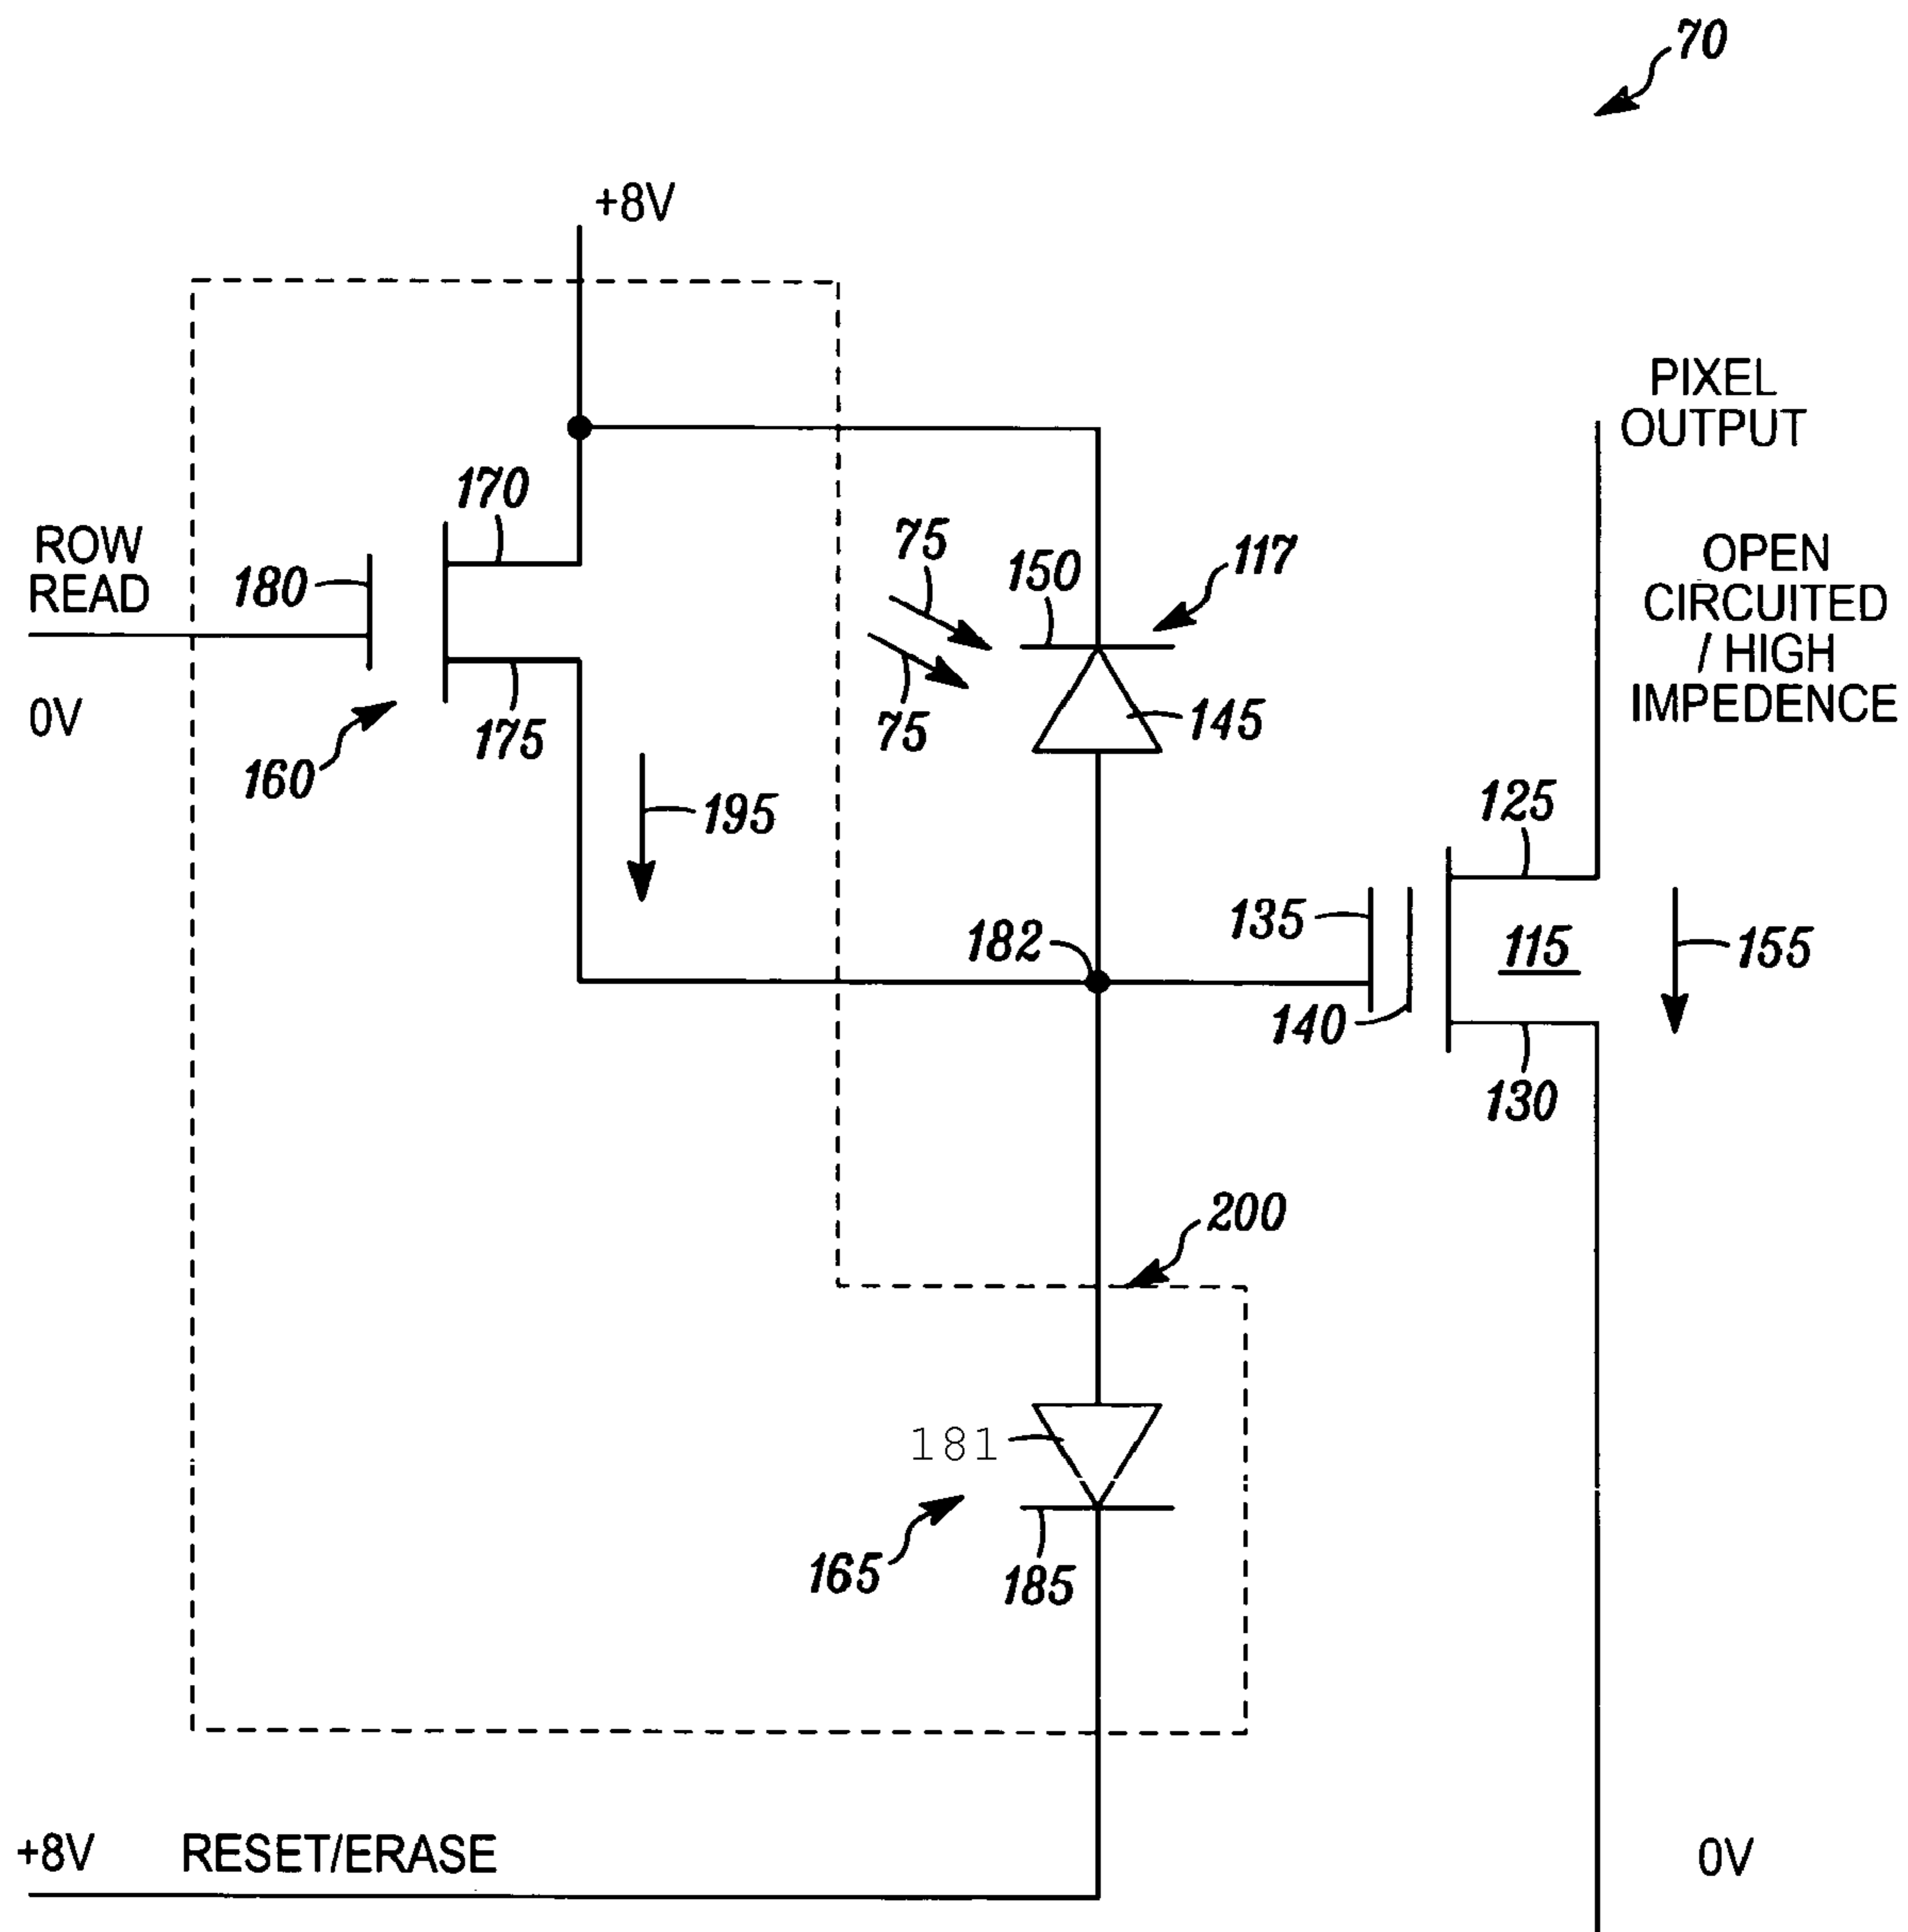 70
+8V
PIXEL
OUTPUT
170
75
150
117
ROW
READ
180
OPEN
CIRCUITED
/ HIGH
IMPEDENCE
0V
175
75
145
160
195
125
135
182
115
155
140
130
200
181
165
185
+8V RESET/ERASE
0V